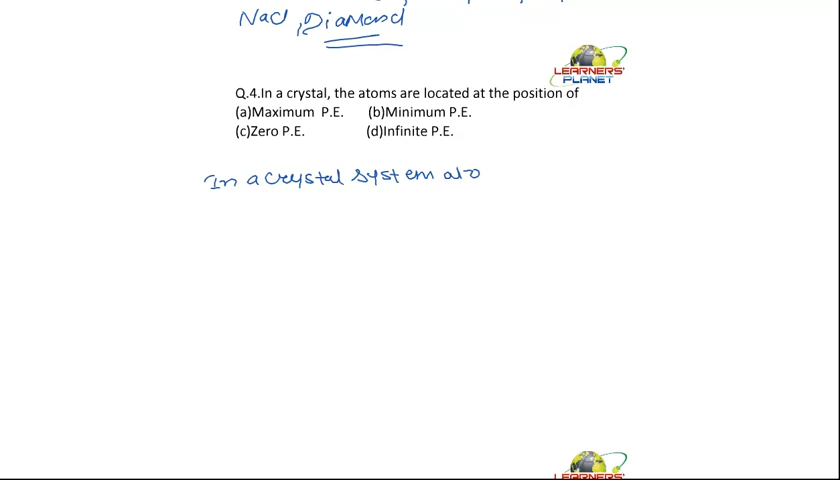 Nacl, Diamond
LEARNERS'
PLANET
Q.4.In a crystal, the atoms are located at the position of
(a)Maximum P.E. (b)Minimum P.E.
(c)Zero P.E. (d)Infinite P.E.
In a crystal system ato
LEARNERS'